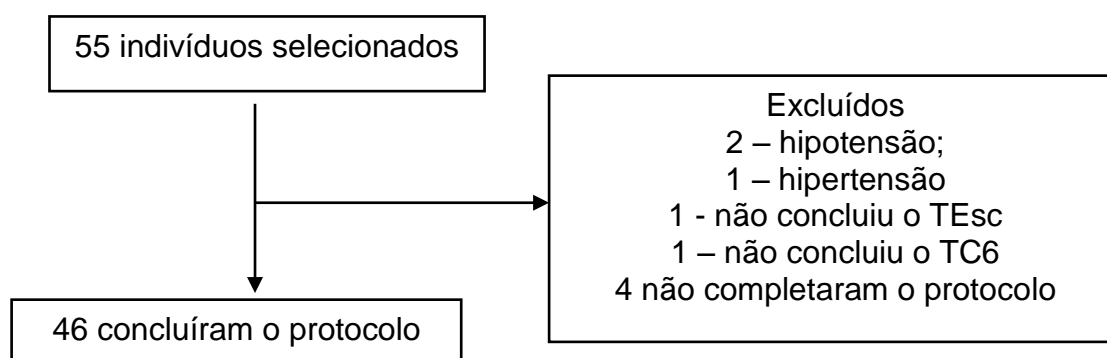 55 indivíduos selecionados
Excluídos
2 – hipotensão;
1 – hipertensão
1 - não concluiu o TEsc
1 – não concluiu o TC6
4 não completaram o protocolo
46 concluíram o protocolo